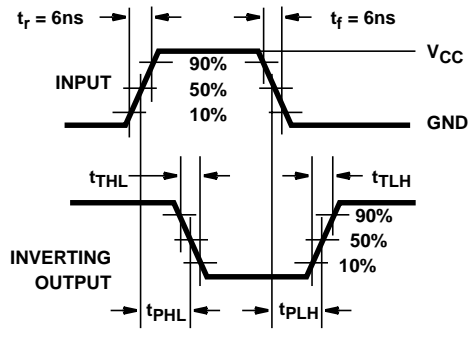 tr = 6ns
tf = 6ns
VCC
90%
INPUT
50%
10%
GND
tTHL
tTLH
90%
50%
INVERTING
OUTPUT
10%
tPHL
tPLH